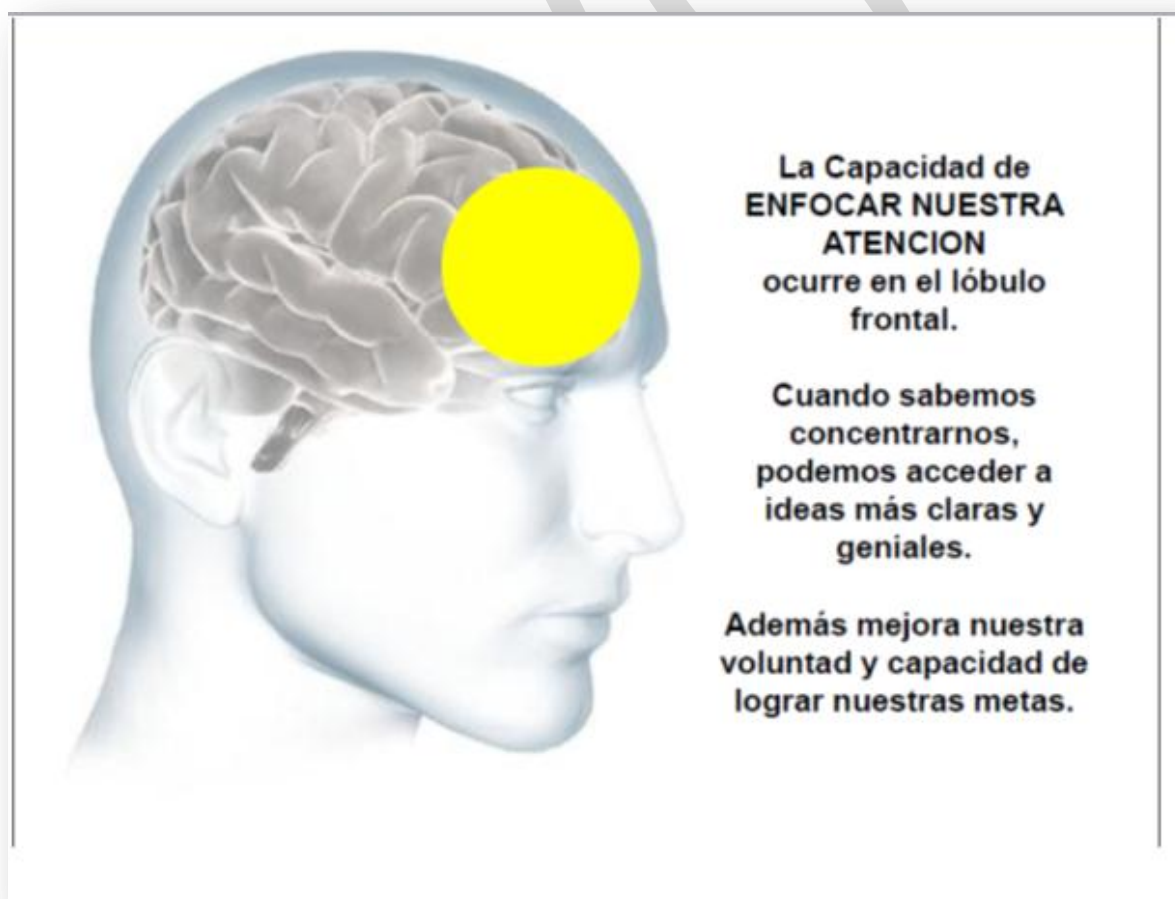 La Capacidad de
ENFOCAR NUESTRA
ATENCION
ocurre en el lóbulo
frontal.
Cuando sabemos
concentrarnos,
podemos acceder a
ideas más claras y
geniales.
Además mejora nuestra
voluntad y capacidad de
lograr nuestras metas.